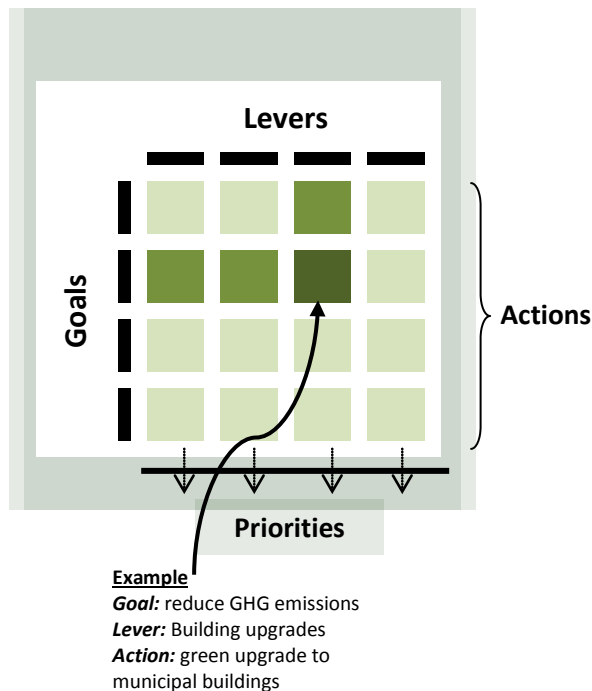 Levers
Goals
Actions
Priorities
Example
Goal: reduce GHG emissions
Lever: Building upgrades
Action: green upgrade to
municipal buildings